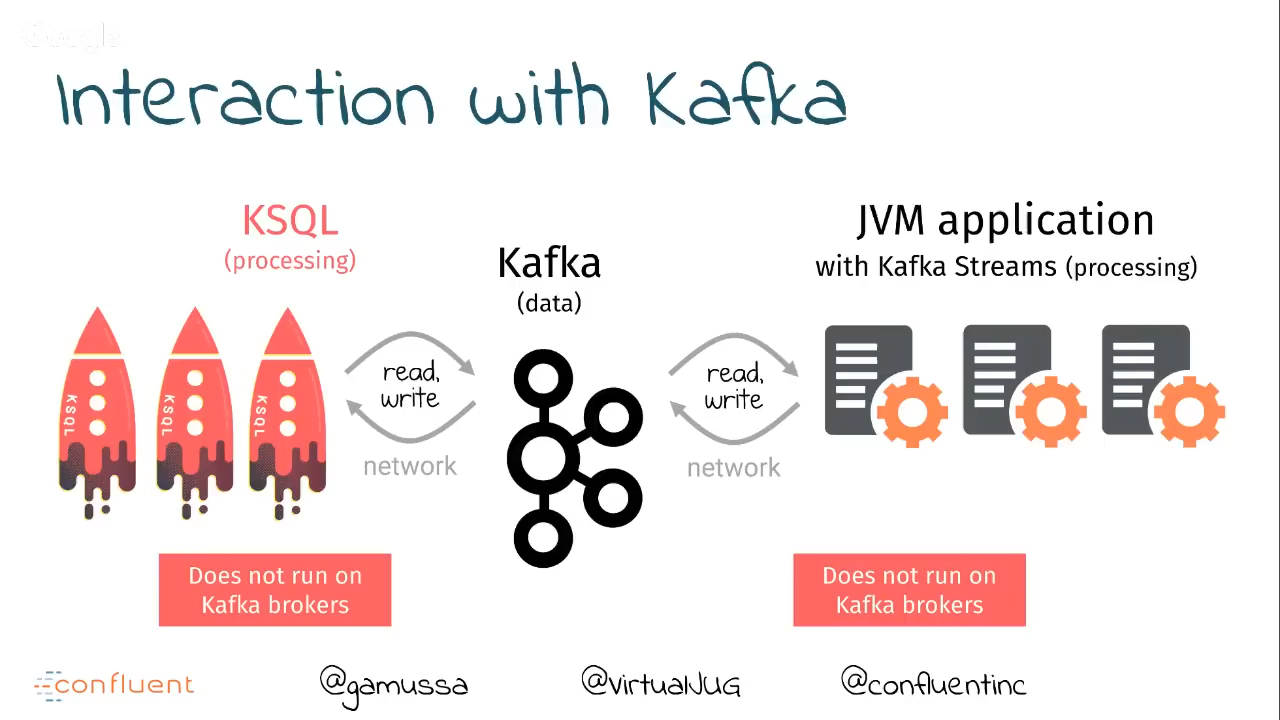 Google
Interaction with Kafka
KSQL
(processing)
Kafka
(data)
JVM application
with Kafka Streams (processing)
KSQL
KSQL
KSQL
read,
write
network
read,
write
network
Does not run on
Kafka brokers
Does not run on
Kafka brokers
confluent
@gamussa
@virtualJUG
@confluentinc